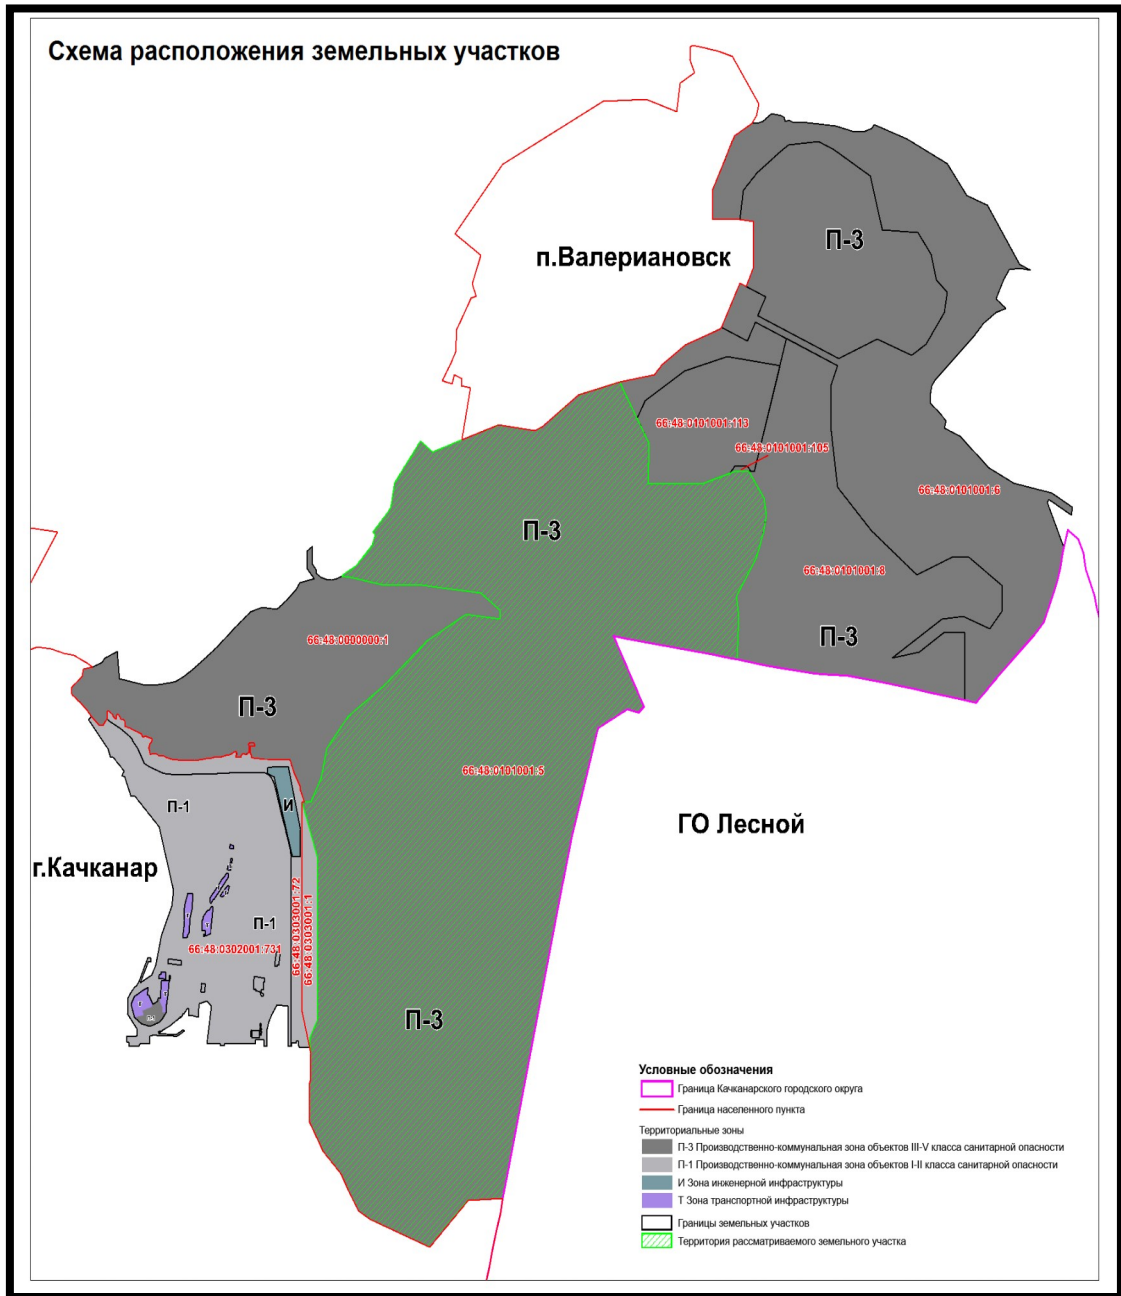 Схема расположения земельных участков
П-3
п.Валериановск
66:48:0101001:113
66:48:0101001:105
66:48:0101001:6
П-3
66:48:0101001:8
П-3
66:48:0000000:1
П-3
66:48:0101001:5
И
П-1
ГО Лесной
г.Качканар
П-1
66:48:0302001:731
66:48:0303001:72
66:48:0303001:1
П-3
Условные обозначения
Граница Качканарского городского округа
Граница населенного пункта
Территориальные зоны
П-3 Производственно-коммунальная зона объектов III-V класса санитарной опасности
П-1 Производственно-коммунальная зона объектов I-II класса санитарной опасности
И Зона инженерной инфраструктуры
Т Зона транспортной инфраструктуры
Границы земельных участков
Территория рассматриваемого земельного участка